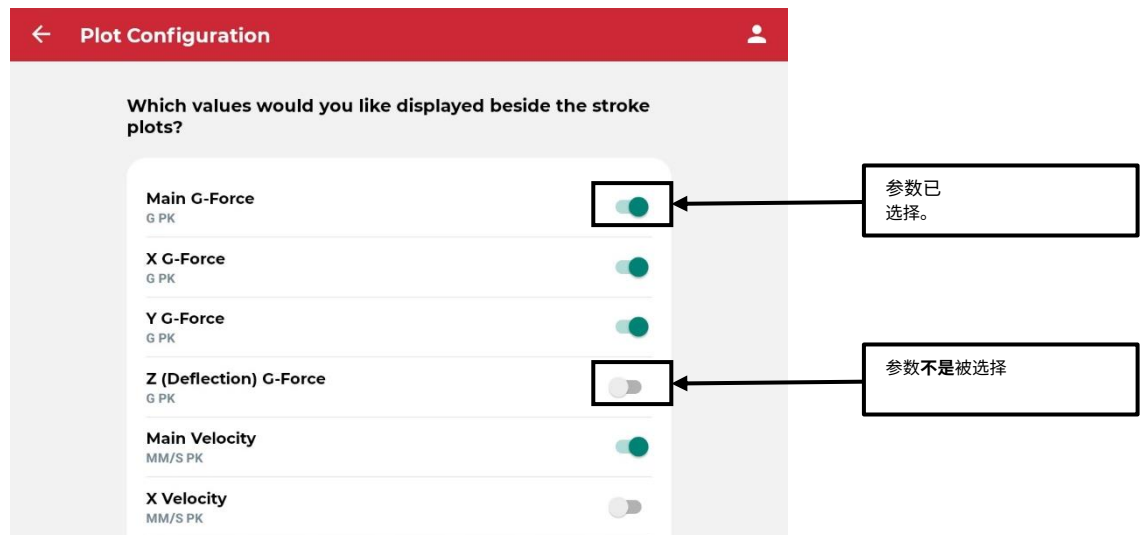 Plot Configuration
Which values would you like displayed beside the stroke
plots?
Main G-Force
G PK
X G-Force
G PK
Y G-Force
G PK
Z (Deflection) G-Force
G PK
Main Velocity
MM/S PK
X Velocity
MM/S PK
参数已
选择。
参数不是被选择